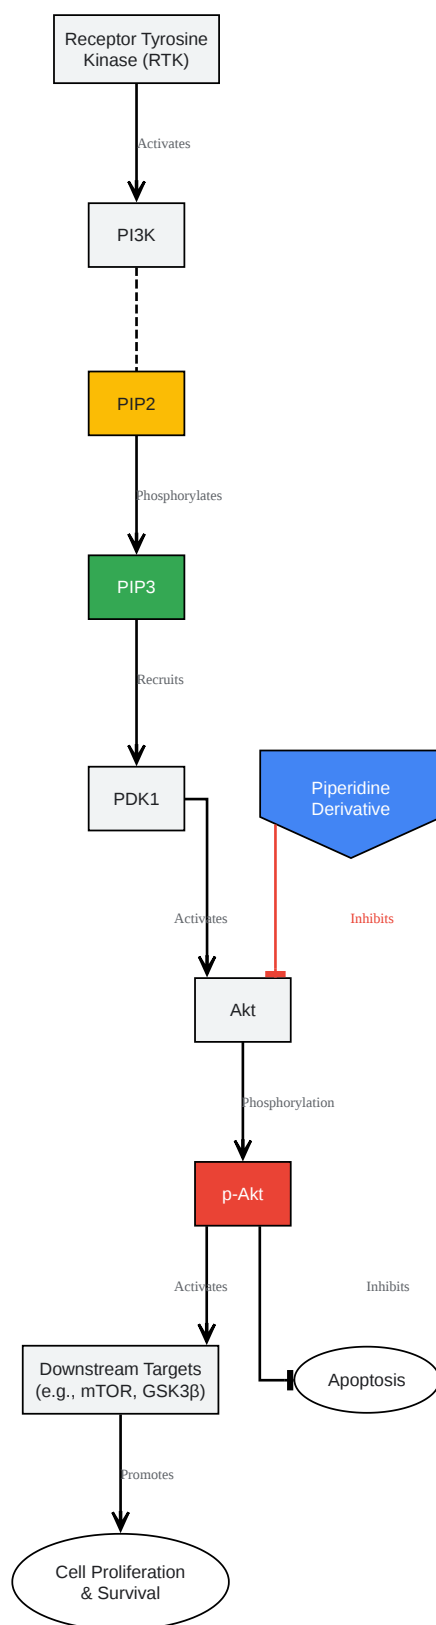 Receptor Tyrosine
Kinase (RTK)
Activates
PI3K
PIP2
Phosphorylates
PIP3
Recruits
PDK1
Piperidine
Derivative
Activates
Inhibits
Akt
Phosphorylation
p-Akt
Activates
Inhibits
Downstream Targets
(e.g., mTOR, GSK3β)
Apoptosis
Promotes
Cell Proliferation
& Survival